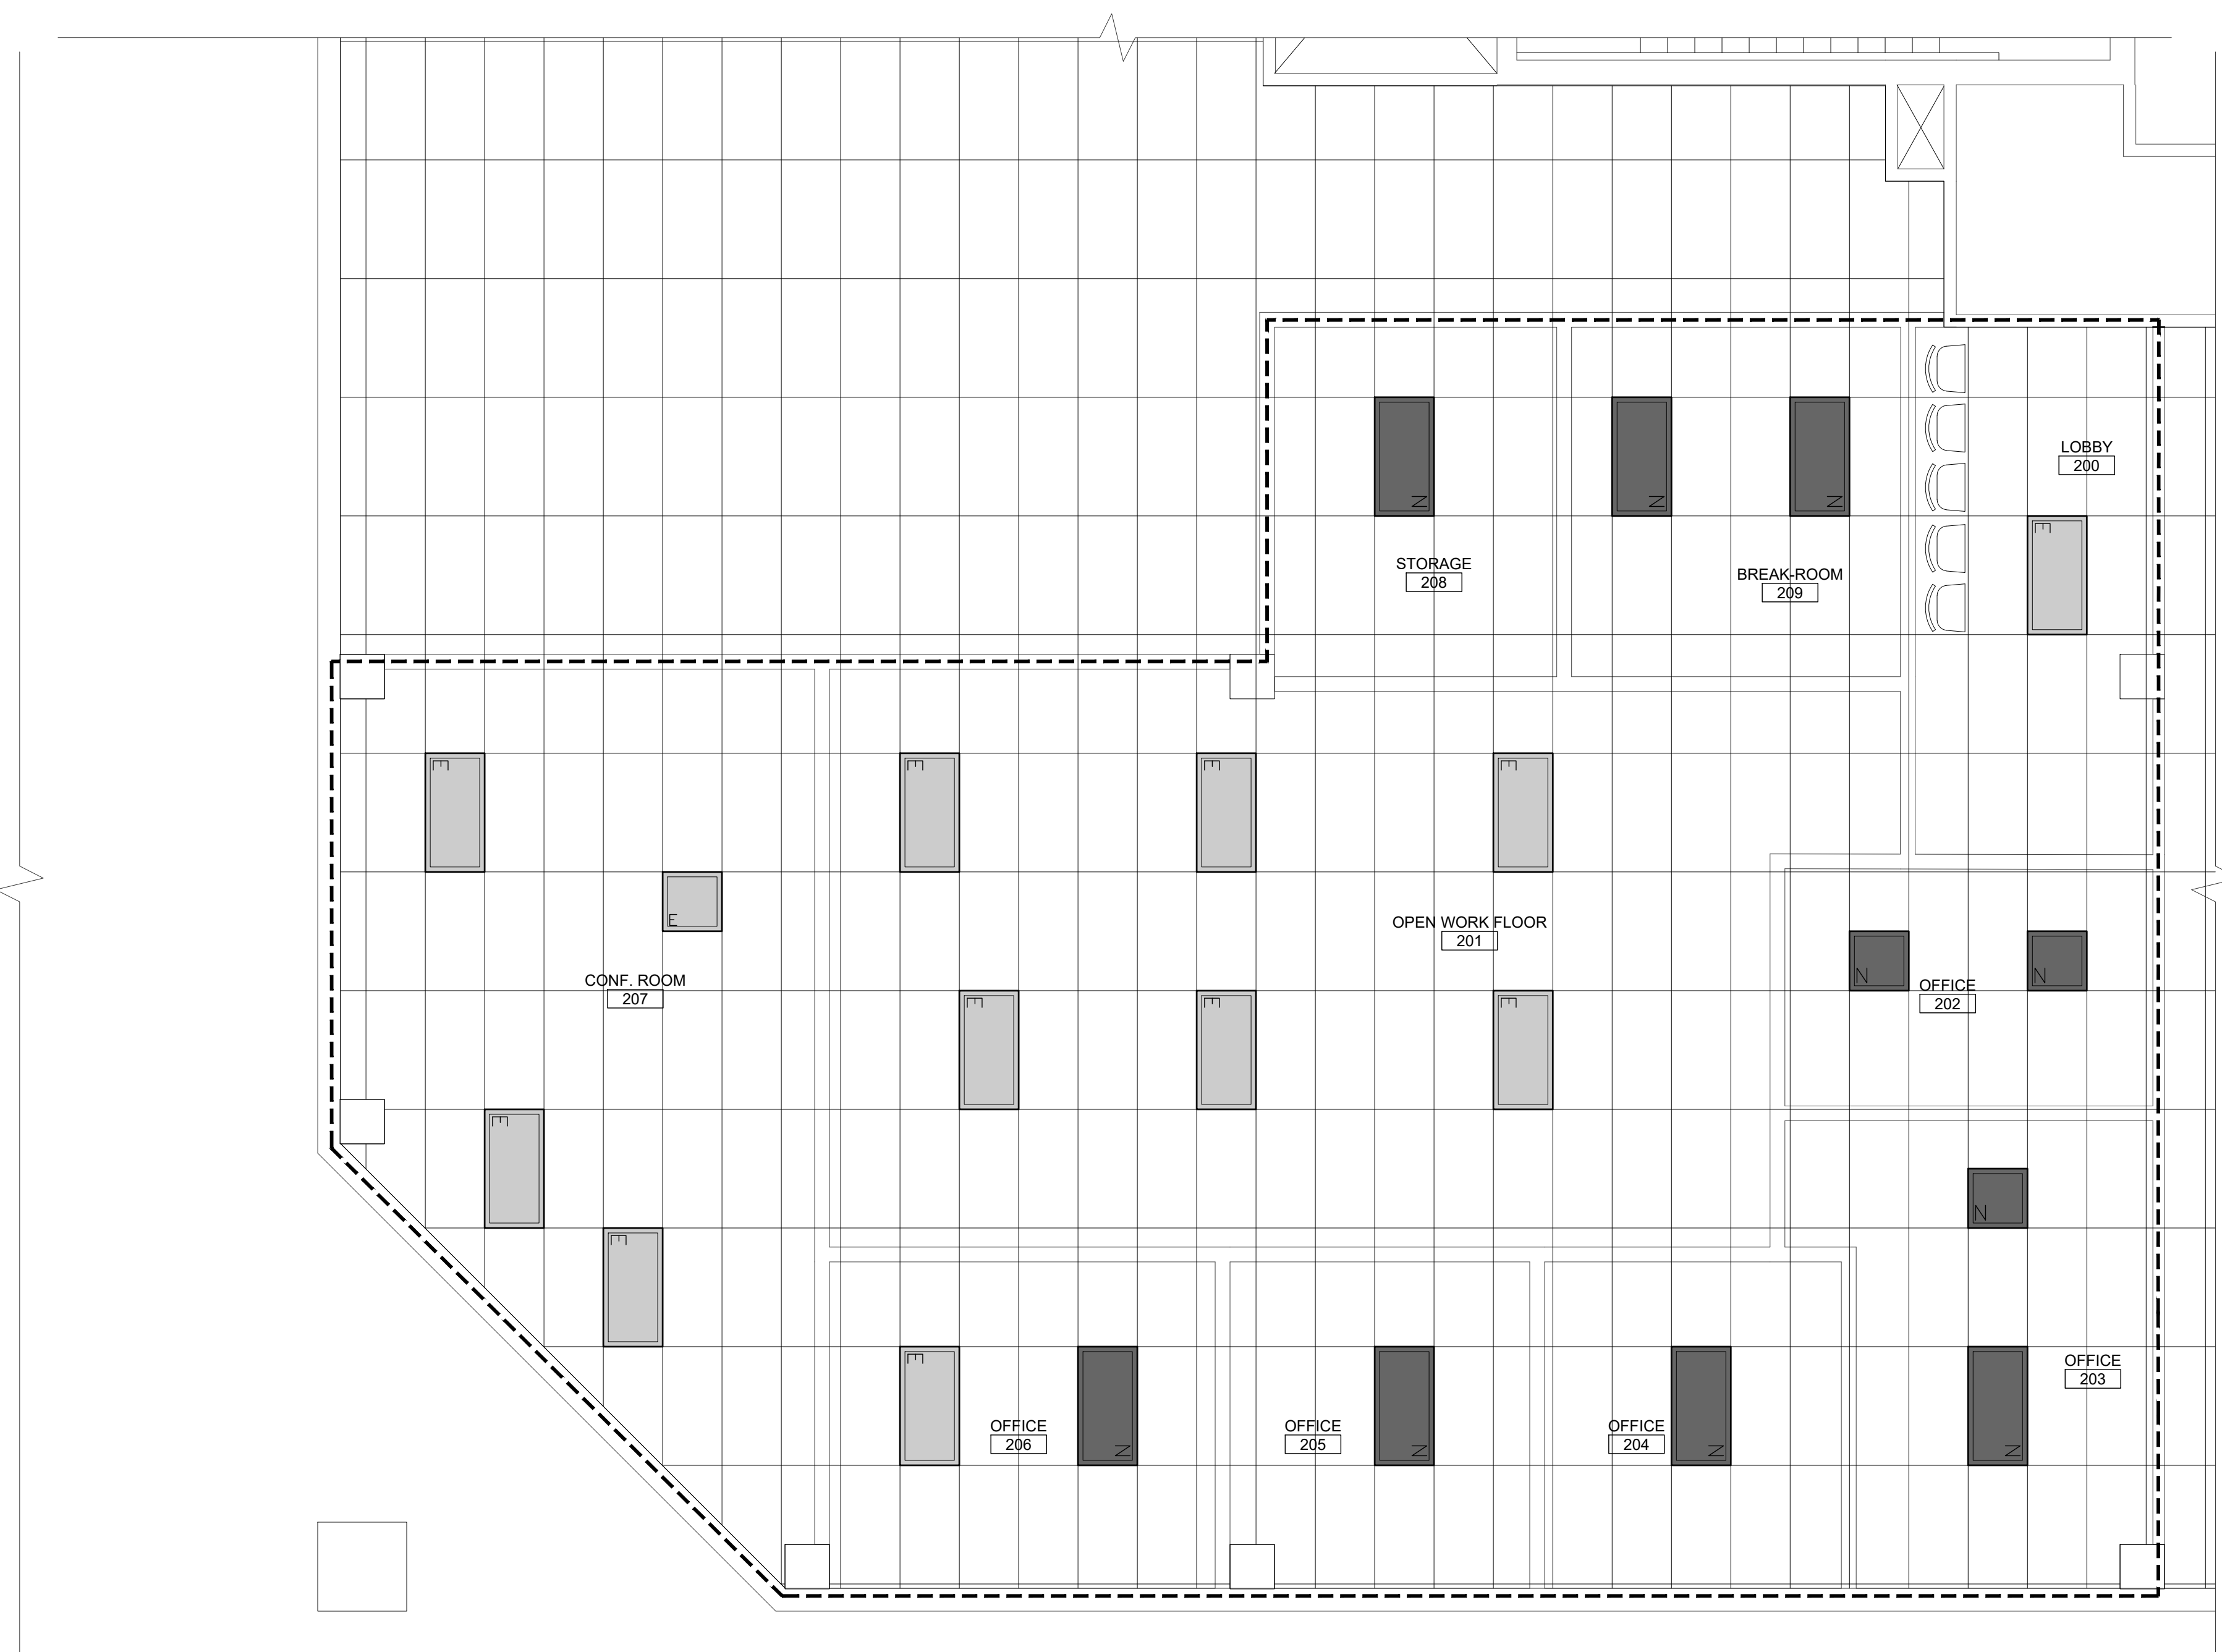 LOBBY
200
STORAGE
208
BREAK-ROOM
209
N
N
N
E
E
E
E
E
E
OPEN WORK FLOOR
201
CONF. ROOM
207
N
N
OFFICE
202
E
E
E
E
N
E
E
N
N
N
N
OFFICE
203
OFFICE
206
OFFICE
205
OFFICE
204